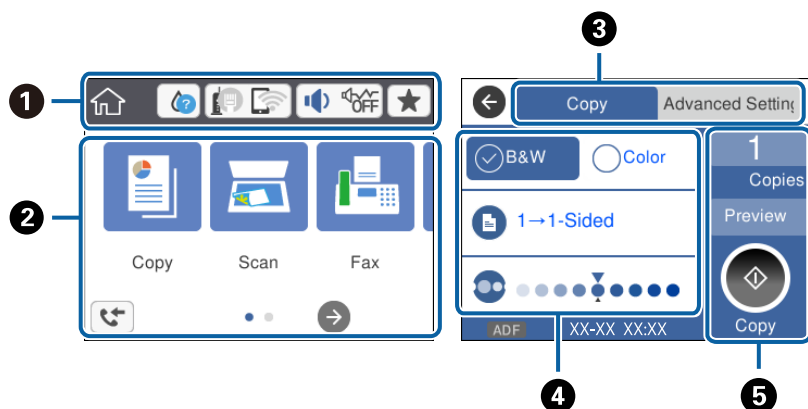 3
1
OFF
Copy
Advanced Setting
B&W
Color
1
Copies
2
1→1-Sided
Preview
Copy
Scan
Fax
ADF
XX-XX XX:XX
Copy
4
5